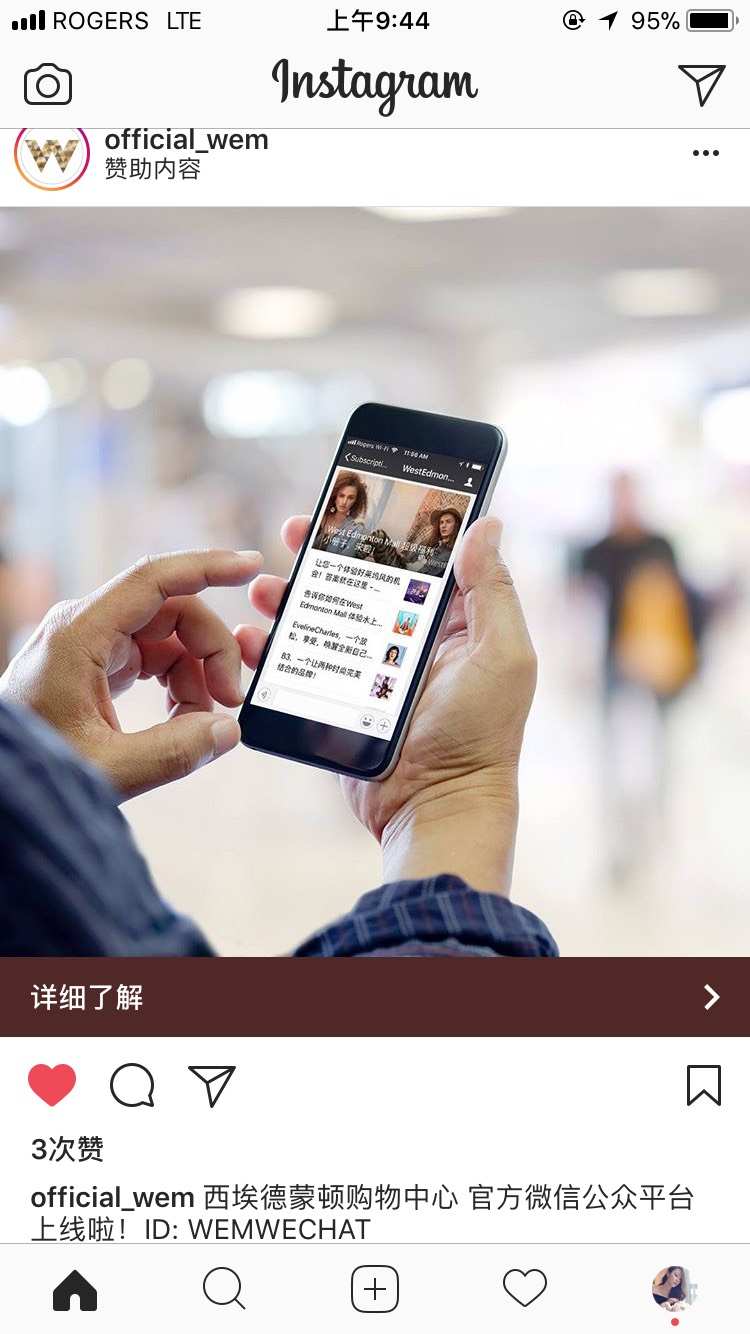 ROGERS LTE 上午9:44 95%
Instagram
official_wem
赞助内容
Rogers Wi-Fi 11:56 AM
Subscripti... WestEdmon...
West Edmonton Mall 超级福利
小册子，来啦！
让您一个体验好莱坞风的机
会！答案就在这里 - ...
告诉你如何在West
Edmonton Mall 体验水上...
EvelineCharles，一个放
松，享受，唤醒全新自己...
B3，一个让两种时尚完美
结合的品牌！
详细了解
3次赞
official_wem 西埃德蒙顿购物中心 官方微信公众平台
上线啦！ID: WEMWECHAT